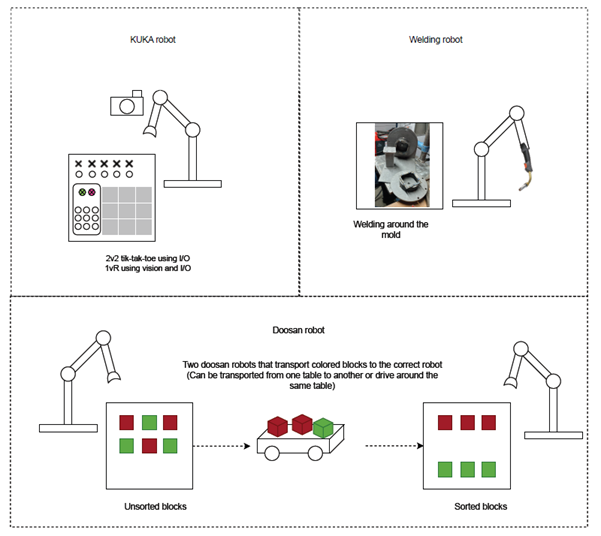 KUKA robot
Welding robot
2v2 tik-tak-toe using I/O
1vR using vision and I/O
Welding around the
mold
Doosan robot
Two doosan robots that transport colored blocks to the correct robot
(Can be transported from one table to another or drive around the
same table)
Unsorted blocks
Sorted blocks